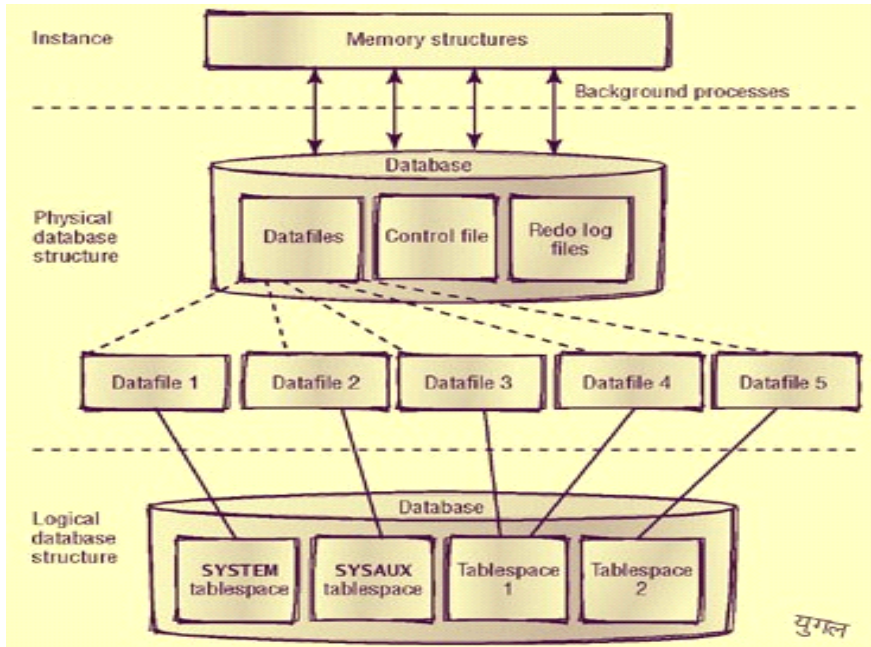 Instance
Memory structures
Background processes
Database
Physical
database
structure
Datafiles
Control file
Redo log
files
Datafile 1
Datafile 2
Datafile 3
Datafile 4
Datafile 5
Logical
database
structure
Database
SYSTEM
tablespace
SYSAUX
tablespace
Tablespace
1
Tablespace
2
युगल